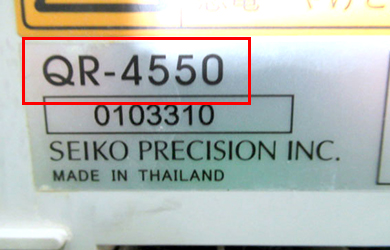 QR-4550
0103310
SEIKO PRECISION INC.
MADE IN THAILAND